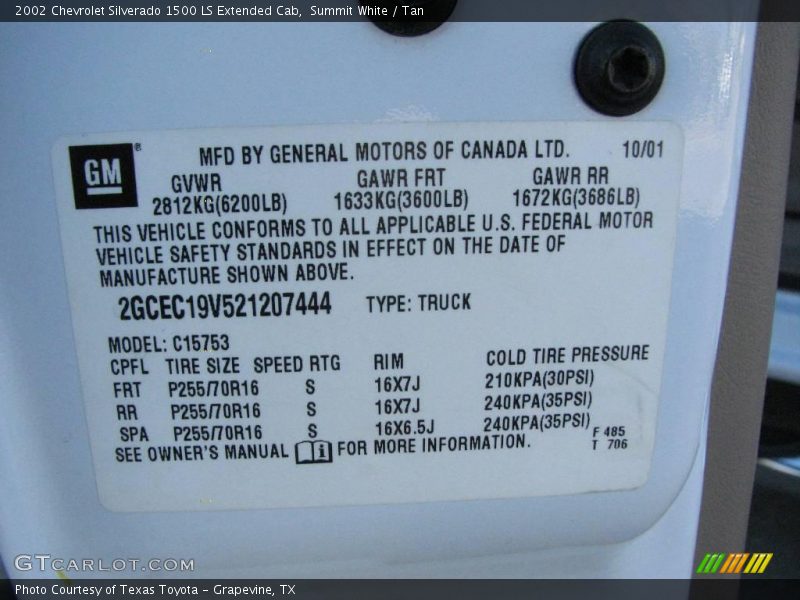 2002 Chevrolet Silverado 1500 LS Extended Cab, Summit White / Tan
GM®
MFD BY GENERAL MOTORS OF CANADA LTD. 10/01
GVWR GAWR FRT GAWR RR
2812KG(6200LB) 1633KG(3600LB) 1672KG(3686LB)
THIS VEHICLE CONFORMS TO ALL APPLICABLE U.S. FEDERAL MOTOR
VEHICLE SAFETY STANDARDS IN EFFECT ON THE DATE OF
MANUFACTURE SHOWN ABOVE.
2GCEC19V521207444 TYPE: TRUCK
MODEL: C15753
CPFL TIRE SIZE SPEED RTG RIM COLD TIRE PRESSURE
FRT P255/70R16 S 16X7J 210KPA(30PSI)
RR P255/70R16 S 16X7J 240KPA(35PSI)
SPA P255/70R16 S 16X6.5J 240KPA(35PSI)
F 485
T 706
SEE OWNER'S MANUAL FOR MORE INFORMATION.
GTCARLOT.COM
Photo Courtesy of Texas Toyota - Grapevine, TX